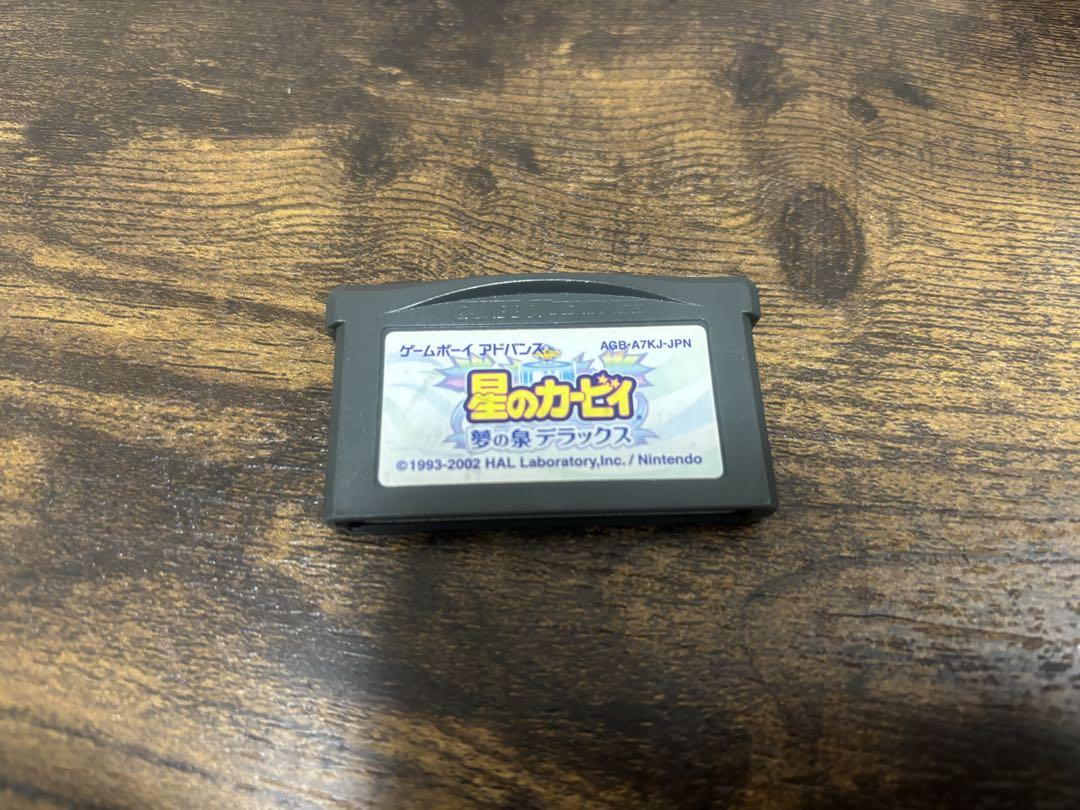 ゲームボーイ アドバンス AGB-A7KJ-JPN
星のカービィ
夢の泉 デラックス
©1993-2002 HAL Laboratory,Inc. / Nintendo